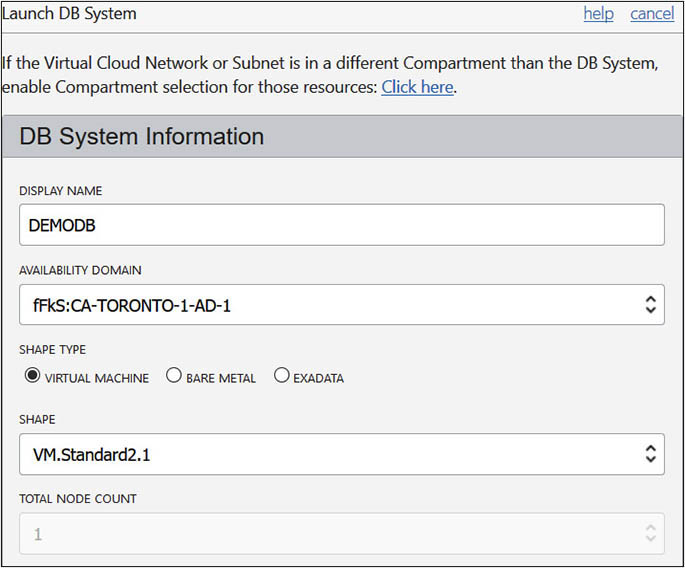 Launch DB System help cancel
If the Virtual Cloud Network or Subnet is in a different Compartment than the DB System,
enable Compartment selection for those resources: Click here.
DB System Information
DISPLAY NAME
DEMODB
AVAILABILITY DOMAIN
fFkS:CA-TORONTO-1-AD-1
SHAPE TYPE
VIRTUAL MACHINE BARE METAL EXADATA
SHAPE
VM.Standard2.1
TOTAL NODE COUNT
1